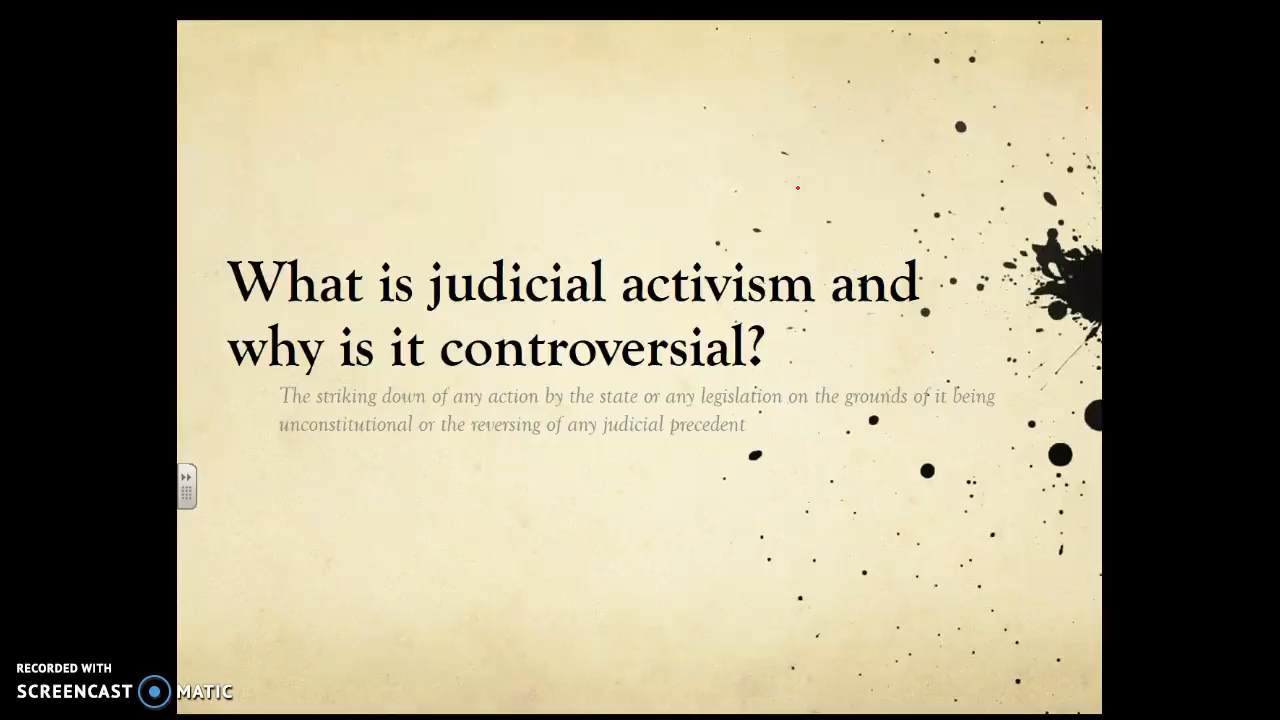 What is judicial activism and
why is it controversial?
The striking down of any action by the state or any legislation on the grounds of it being
unconstitutional or the reversing of any judicial precedent
RECORDED WITH
SCREENCAST MATIC